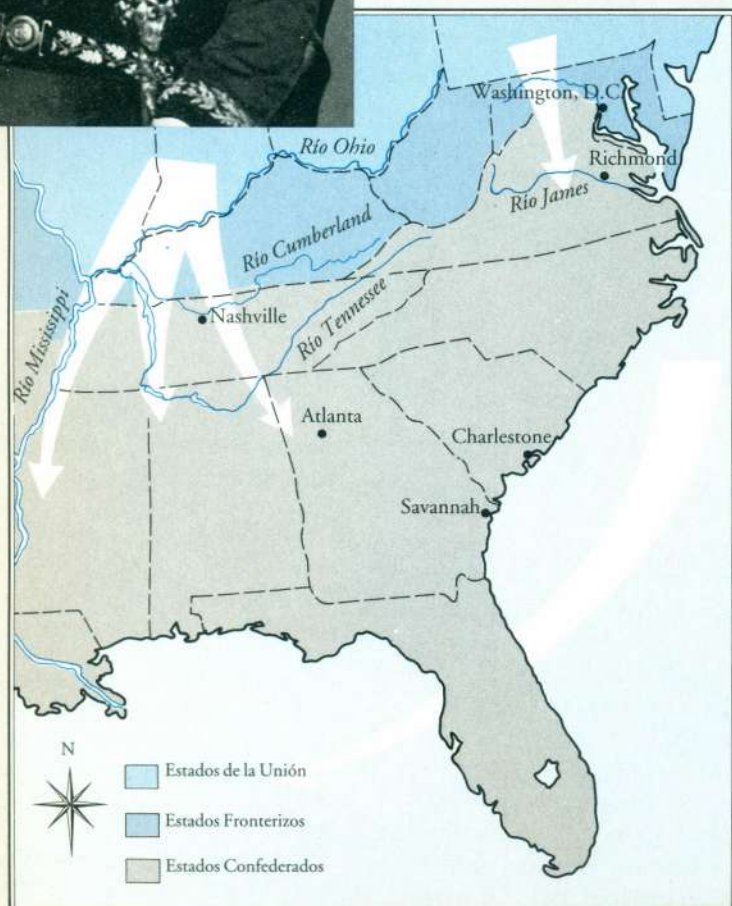 Washington, D.C.
Río Ohio
Richmond
Río James
Río Cumberland
Río Mississippi
Nashville
Río Tennessee
Atlanta
Charlestone
Savannah
N
Estados de la Unión
Estados Fronterizos
Estados Confederados